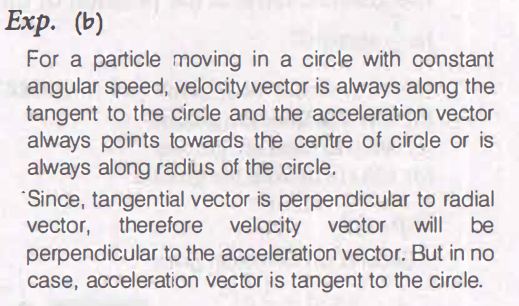 Exp. (b)
For a particle moving in a circle with constant
angular speed, velocity vector is always along the
tangent to the circle and the acceleration vector
always points towards the centre of circle or is
always along radius of the circle.
Since, tangential vector is perpendicular to radial
vector, therefore velocity vector will be
perpendicular to the acceleration vector. But in no
case, acceleration vector is tangent to the circle.